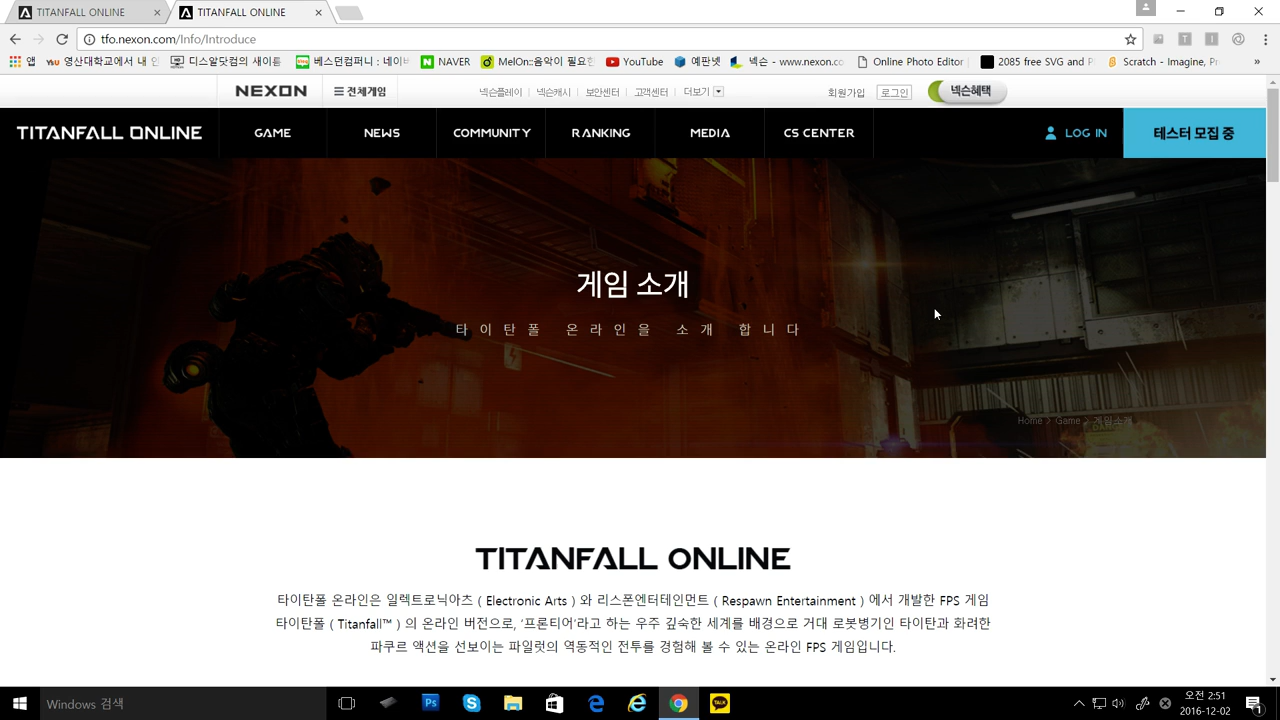 TITANFALL ONLINE
TITANFALL ONLINE
tfo.nexon.com/Info/Introduce
앱
영산대학교에서 내 인
디스알닷컴의 새이름
베스던컴퍼니 : 네이버
NAVER
MelOn::음악이 필요한
YouTube
예판넷
넥슨 - www.nexon.co
Online Photo Editor
2085 free SVG and P
Scratch - Imagine, Pr
NEXON
전체게임
넥슨플레이
넥슨캐시
보안센터
고객센터
더보기
회원가입
로그인
넥슨혜택
TITANFALL ONLINE
GAME
NEWS
COMMUNITY
RANKING
MEDIA
CS CENTER
LOG IN
테스터 모집 중
게임 소개
타이탄폴 온라인을 소개 합니다
Home > Game > 게임소개
TITANFALL ONLINE
타이탄폴 온라인은 일렉트로닉아츠 ( Electronic Arts ) 와 리스폰엔터테인먼트 ( Respawn Entertainment ) 에서 개발한 FPS 게임
타이탄폴 ( Titanfall™ ) 의 온라인 버전으로, ‘프론티어’라고 하는 우주 깊숙한 세계를 배경으로 거대 로봇병기인 타이탄과 화려한
파쿠르 액션을 선보이는 파일럿의 역동적인 전투를 경험해 볼 수 있는 온라인 FPS 게임입니다.
Windows 검색
Ps
TALK
오전 2:51
2016-12-02
1